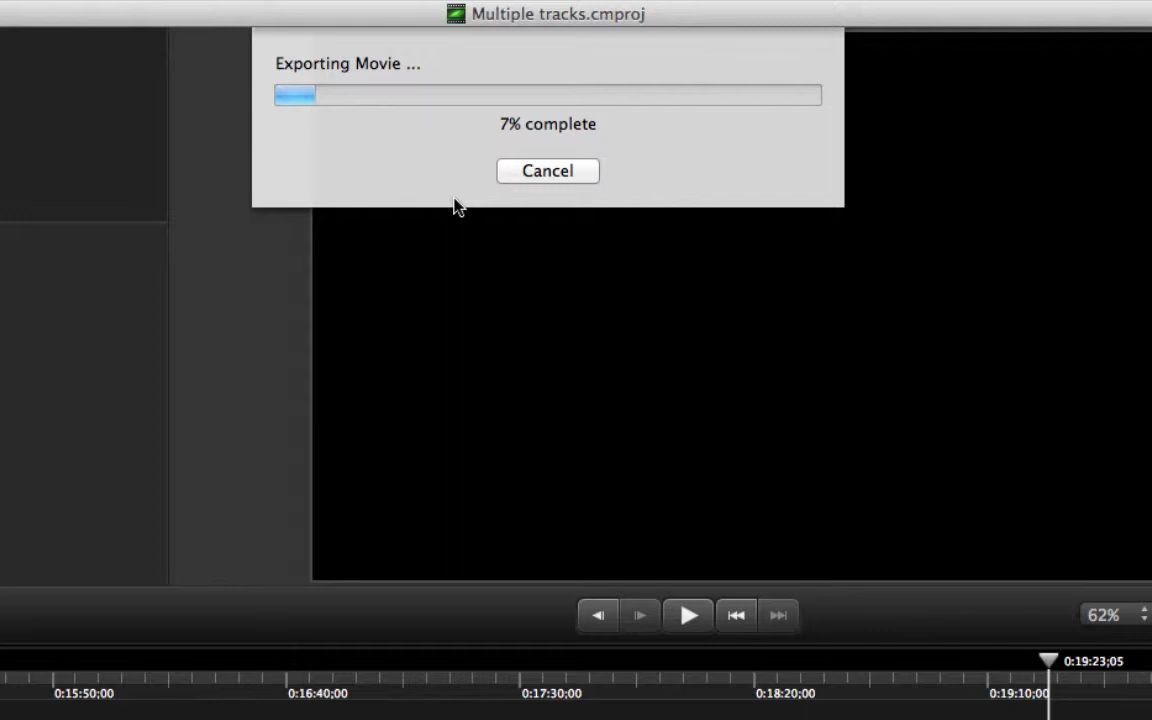 Multiple tracks.cmproj
Exporting Movie ...
7% complete
Cancel
62%
0:19:23;05
0:15:50;00
0:16:40;00
0:17:30;00
0:18:20;00
0:19:10;00